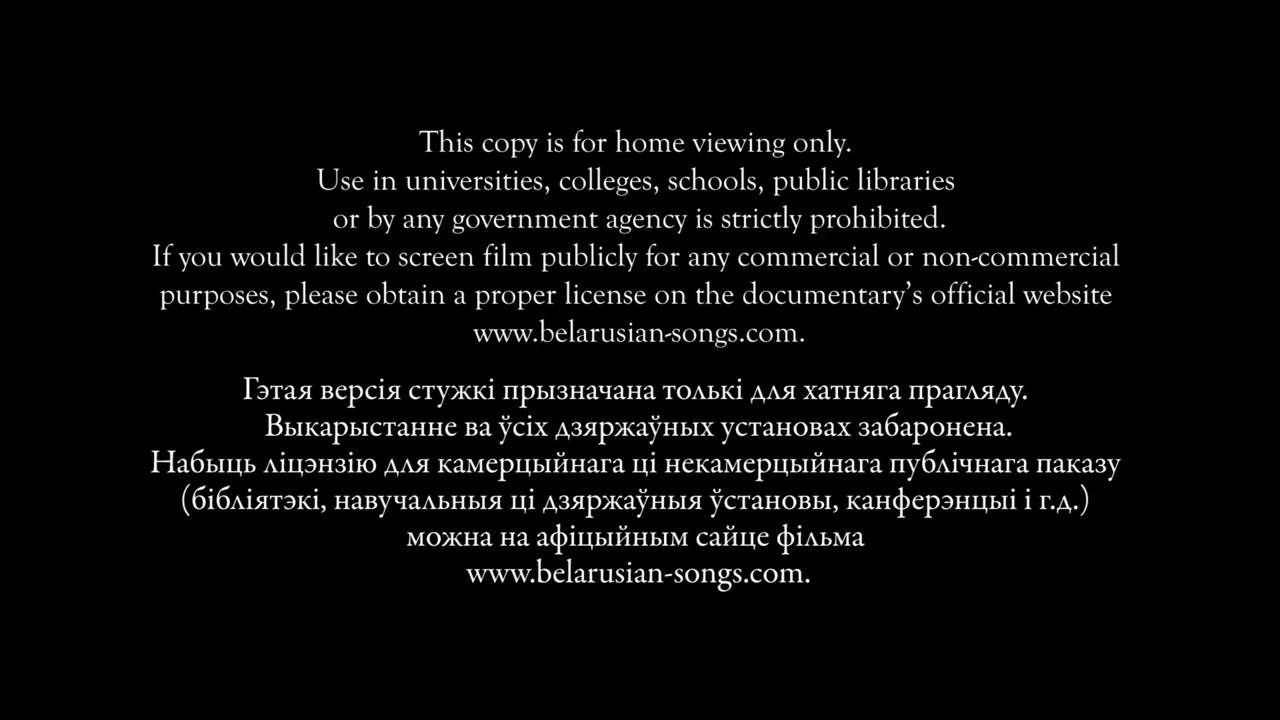 This copy is for home viewing only.
Use in universities, colleges, schools, public libraries
or by any government agency is strictly prohibited.
If you would like to screen film publicly for any commercial or non-commercial
purposes, please obtain a proper license on the documentary's official website
www.belarusian-songs.com.
Гэтая версія стужкі прызначана толькі для хатняга прагляду.
Выкарыстанне ва ўсіх дзяржаўных установах забаронена.
Набыць ліцэнзію для камерцыйнага ці некамерцыйнага публічнага паказу
(бібліятэкі, навучальныя ці дзяржаўныя ўстановы, канферэнцыі і г.д.)
можна на афіцыйным сайце фільма
www.belarusian-songs.com.